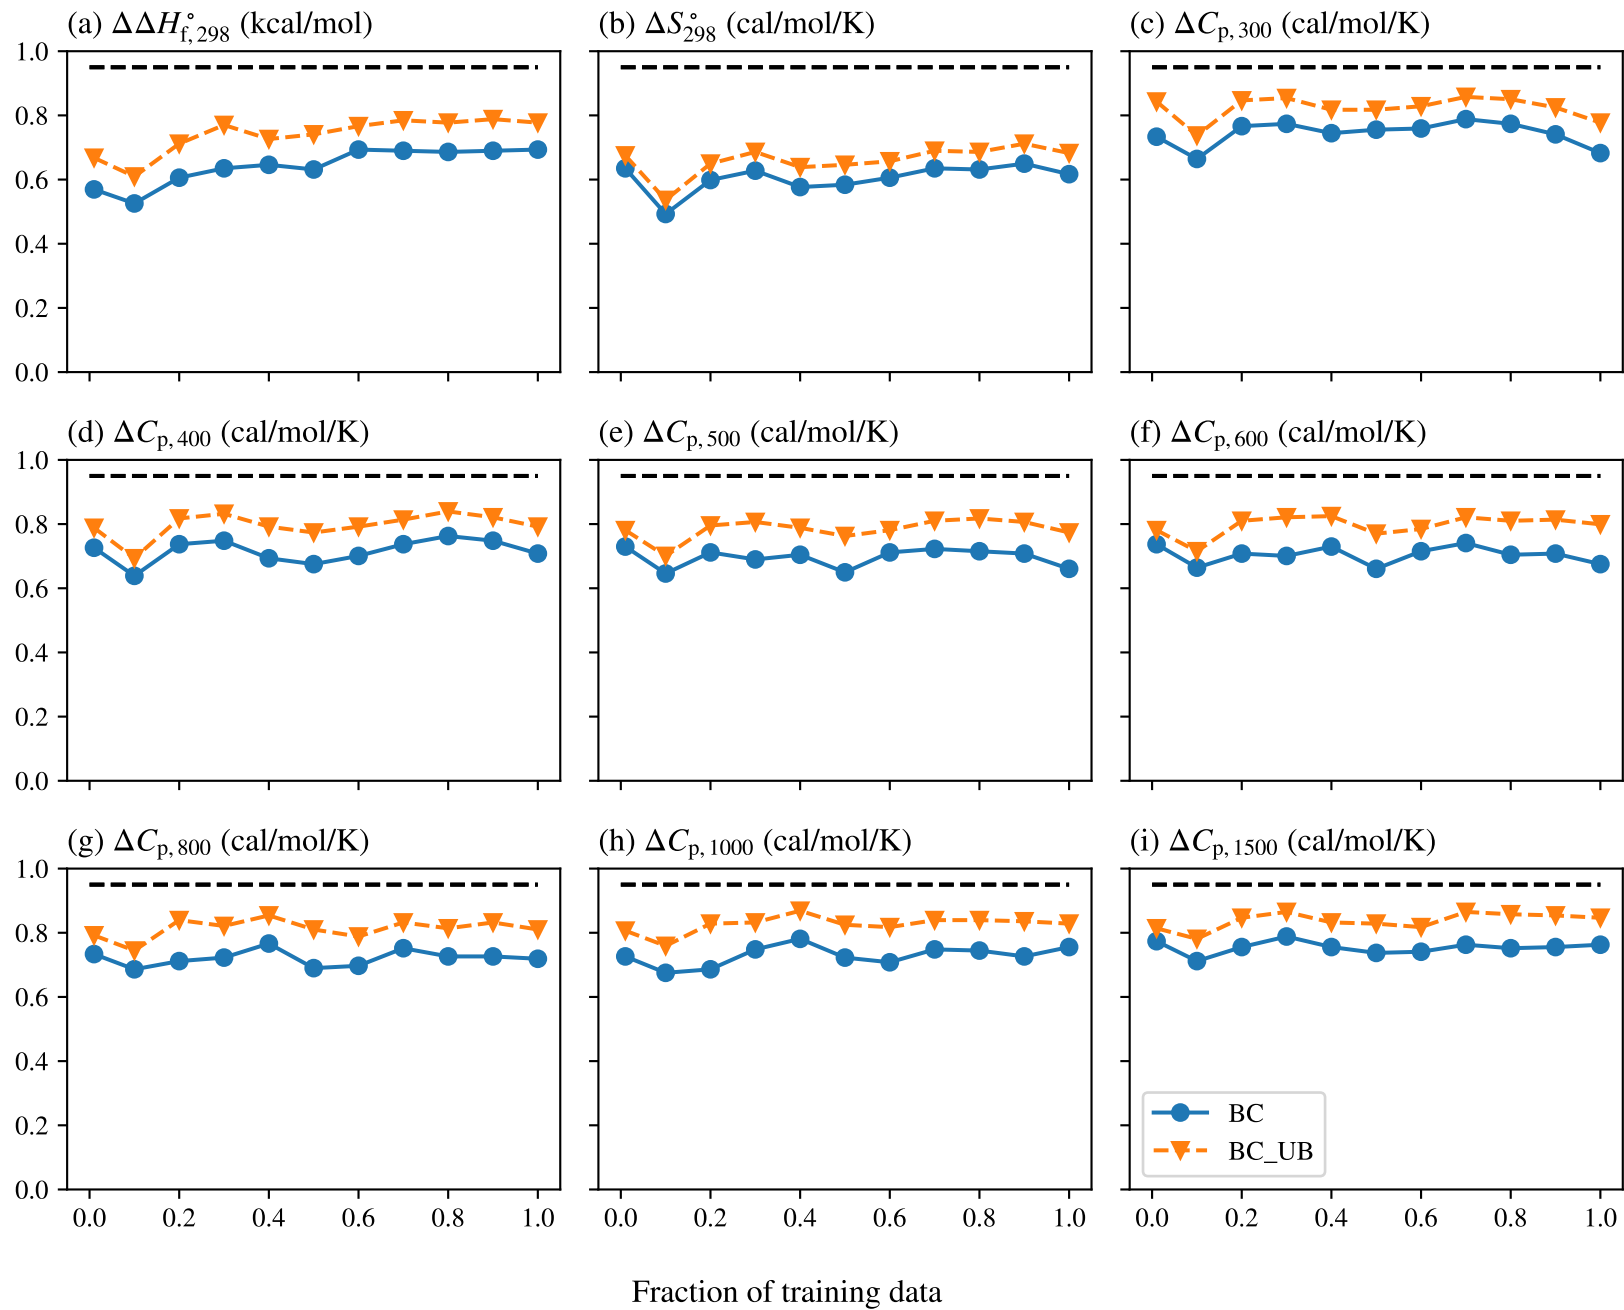 (a) ΔΔH°f,298 (kcal/mol)
(b) ΔS°298 (cal/mol/K)
(c) ΔCp,300 (cal/mol/K)
1.0
0.8
0.6
0.4
0.2
0.0
(d) ΔCp,400 (cal/mol/K)
(e) ΔCp,500 (cal/mol/K)
(f) ΔCp,600 (cal/mol/K)
1.0
0.8
0.6
0.4
0.2
0.0
(g) ΔCp,800 (cal/mol/K)
(h) ΔCp,1000 (cal/mol/K)
(i) ΔCp,1500 (cal/mol/K)
1.0
0.8
0.6
0.4
0.2
0.0
BC
BC_UB
0.0 0.2 0.4 0.6 0.8 1.0
0.0 0.2 0.4 0.6 0.8 1.0
0.0 0.2 0.4 0.6 0.8 1.0
Fraction of training data